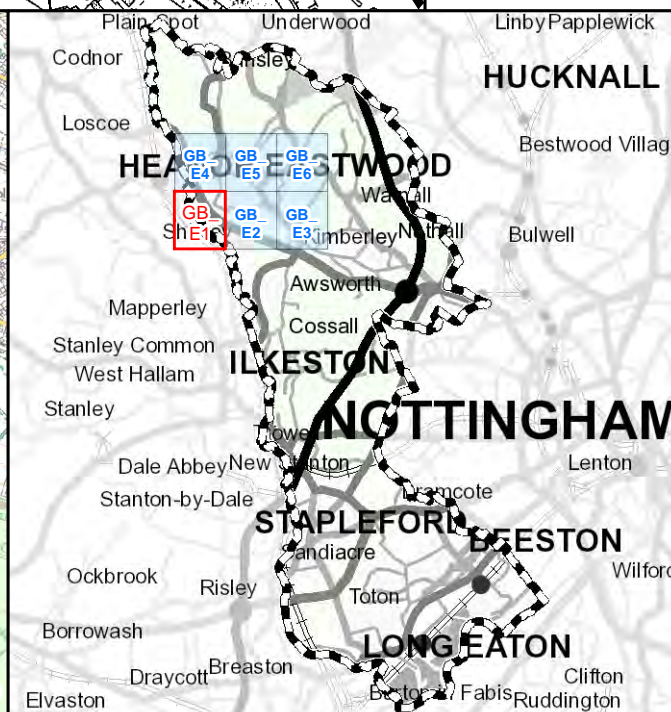 Plain Spot
Underwood
Linby Papplewick
Codnor
HUCKNALL
Loscoe
Bestwood Villag
GB_E4
GB_E5
GB_E6
EASTWOOD
GB_E1
GB_E2
GB_E3
Kimberley
Nuthall
Bulwell
Awsworth
Mapperley
Cossall
Stanley Common
ILKESTON
West Hallam
Stanley
NOTTINGHAM
Dale Abbey
New
Lenton
Stanton-by-Dale
Bramcote
STAPLEFORD
BEESTON
andiacre
Ockbrook
Wilford
Risley
Toton
Borrowash
LONG EATON
Draycott
Breaston
Clifton
Elvaston
Fabis
Ruddington